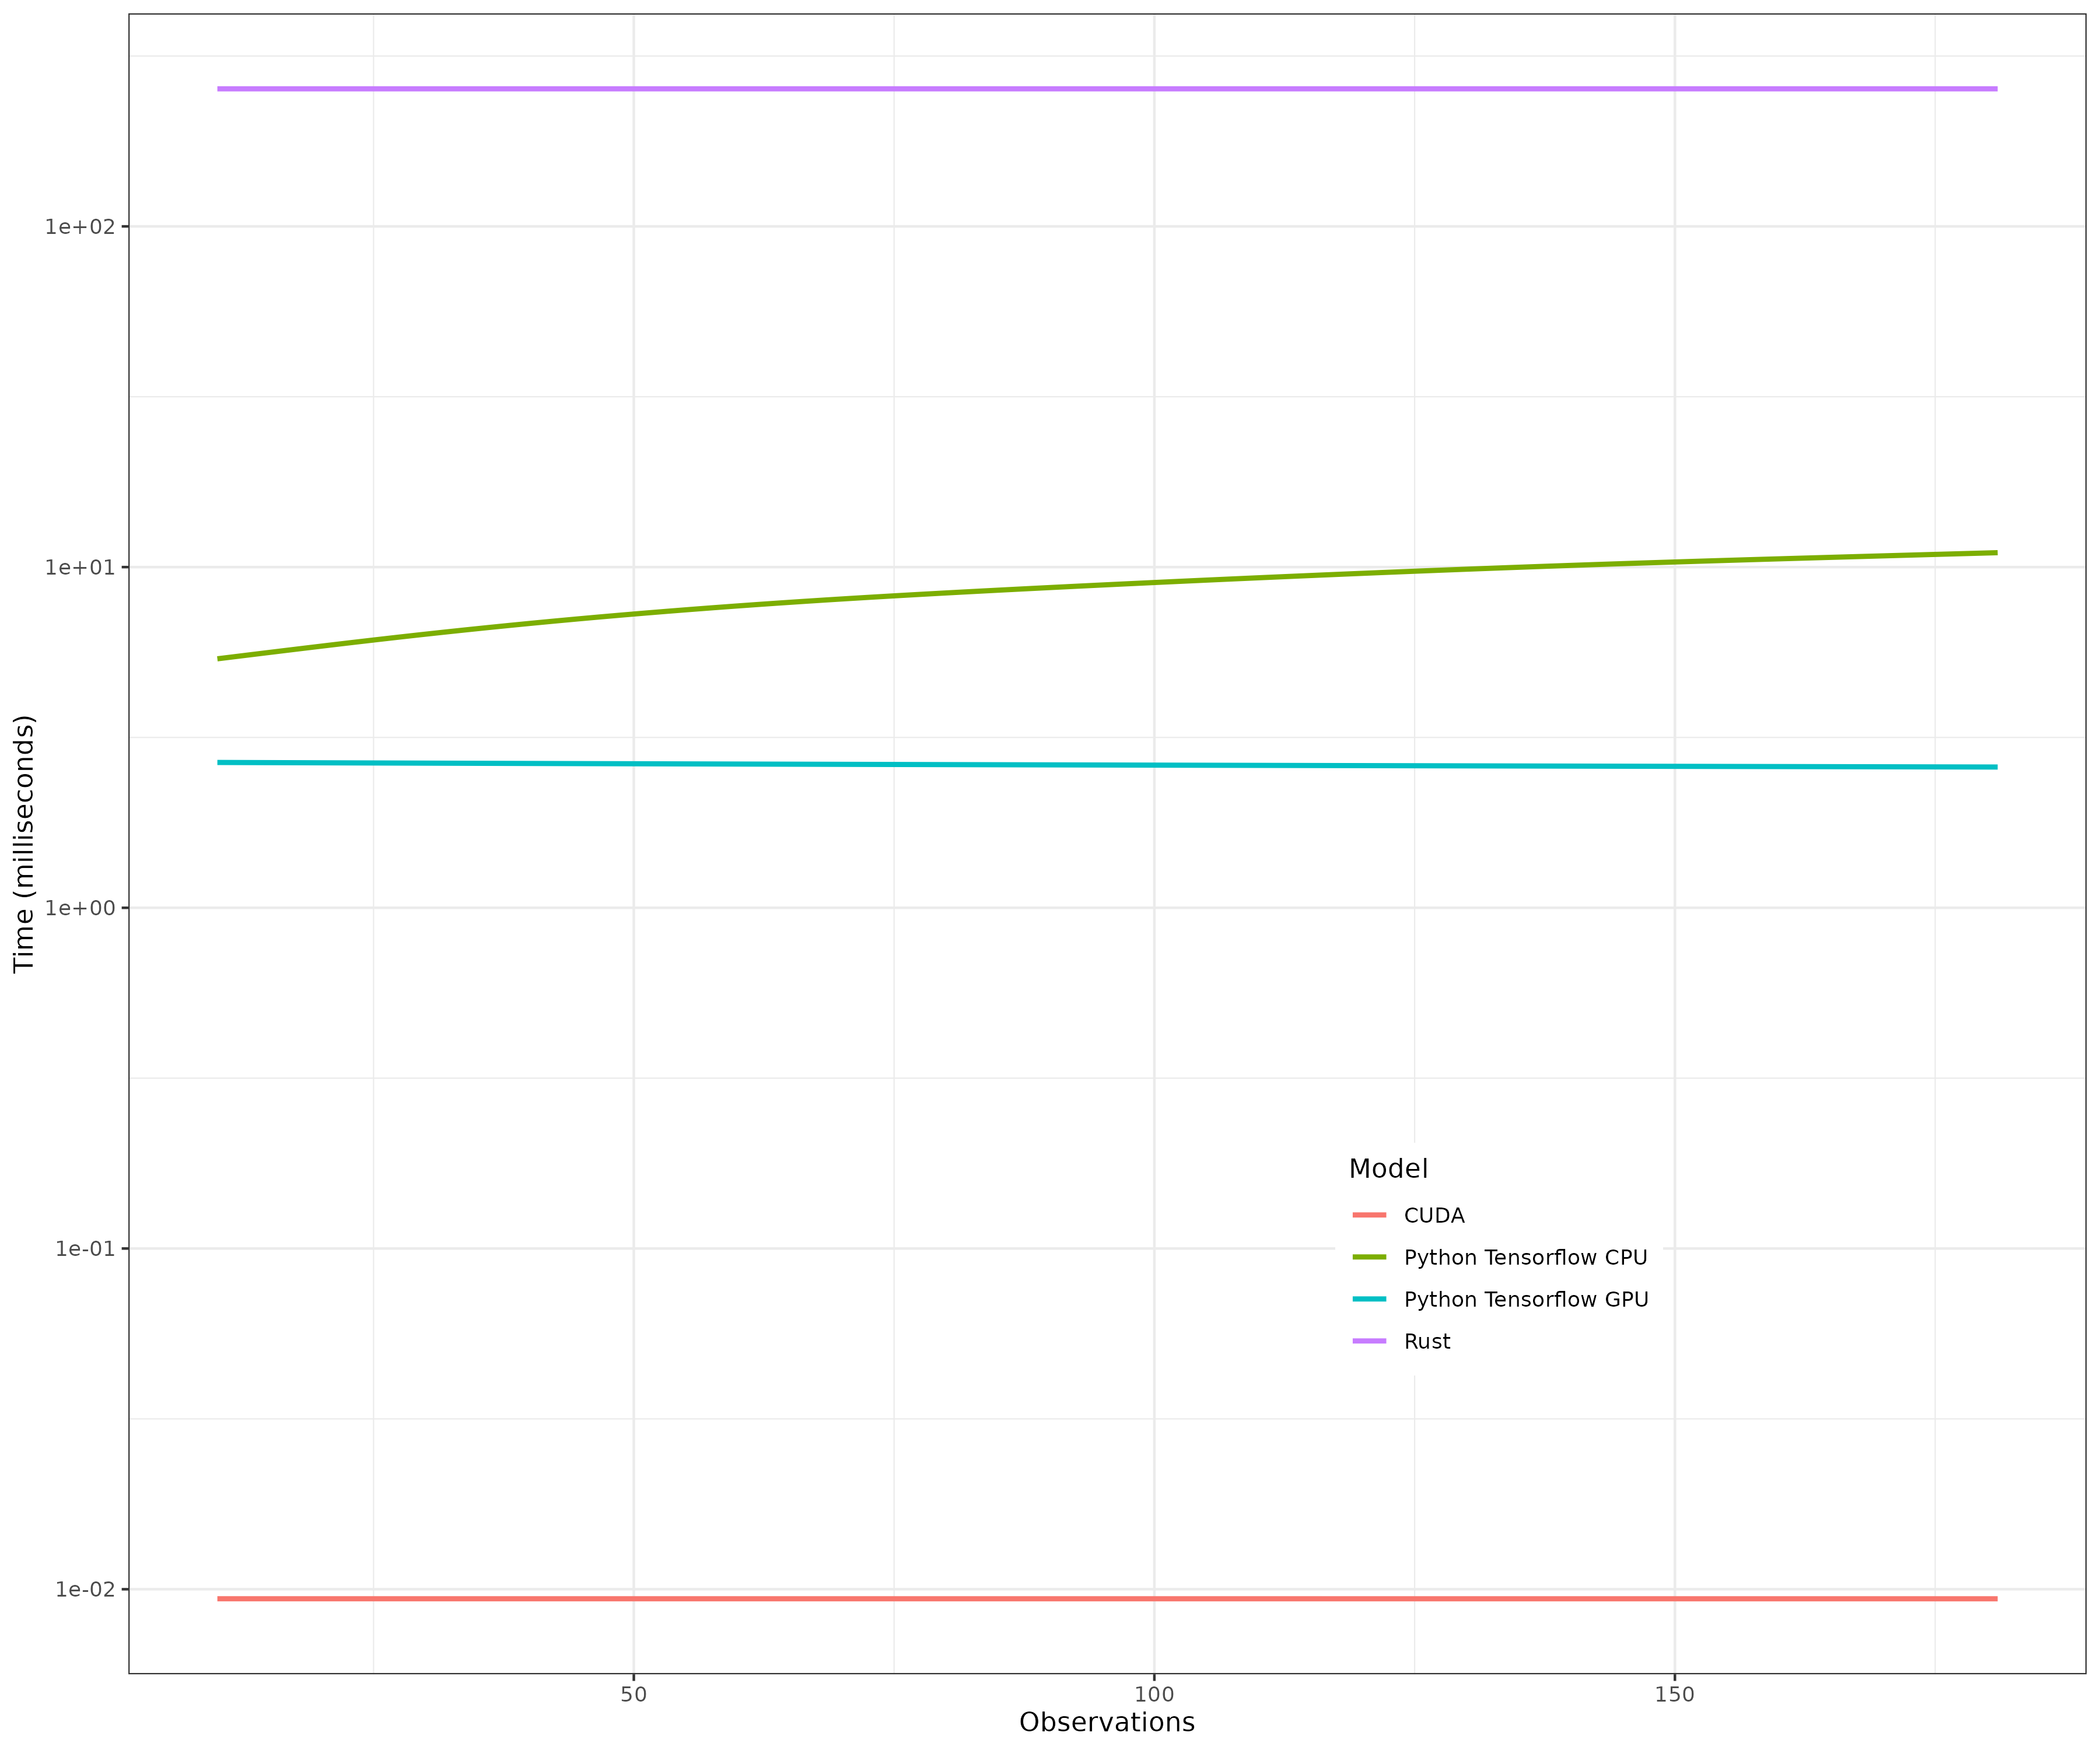 1e+02
1e+01
1e+00
1e-01
1e-02
Time (milliseconds)
Model
CUDA
Python Tensorflow CPU
Python Tensorflow GPU
Rust
50
100
150
Observations